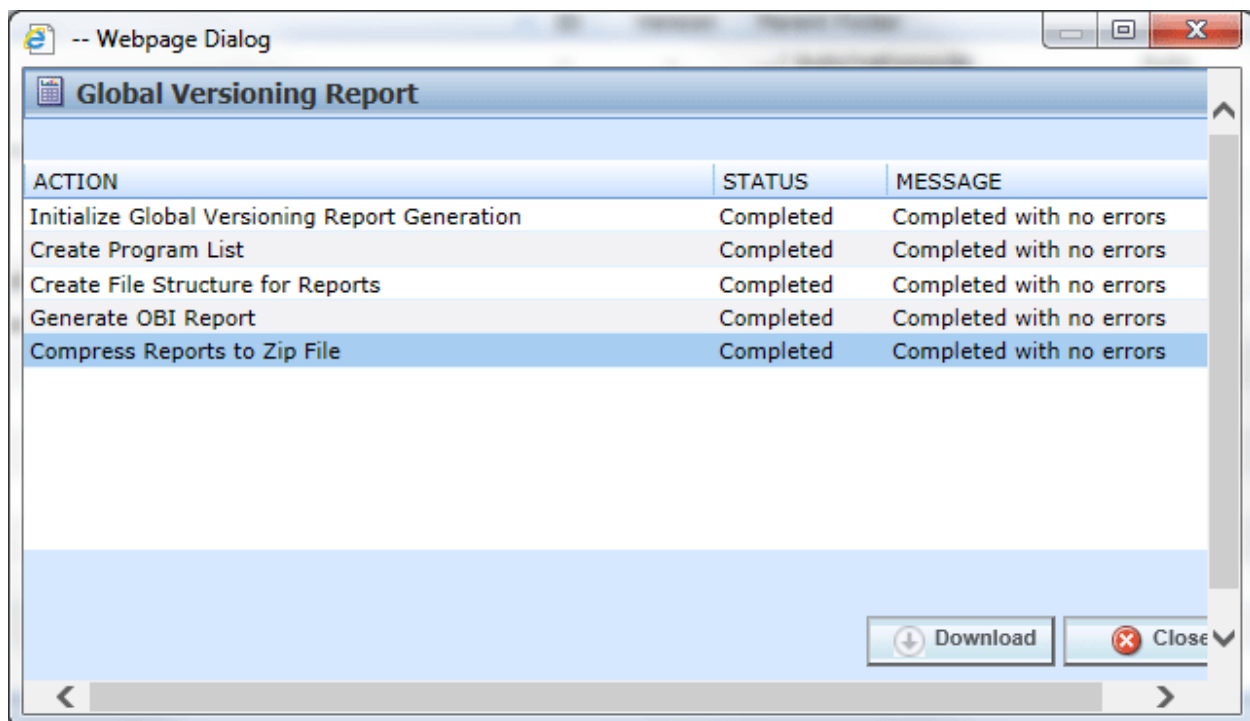 -- Webpage Dialog
Global Versioning Report
ACTION STATUS MESSAGE
Initialize Global Versioning Report Generation Completed Completed with no errors
Create Program List Completed Completed with no errors
Create File Structure for Reports Completed Completed with no errors
Generate OBI Report Completed Completed with no errors
Compress Reports to Zip File Completed Completed with no errors
Download Close